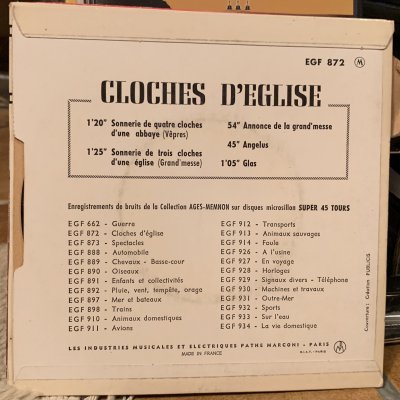 EGF 872 M
CLOCHES D'EGLISE
1'20" Sonnerie de quatre cloches
d'une abbaye (Vêpres)
1'25" Sonnerie de trois cloches
d'une église (Grand'messe)
54" Annonce de la grand'messe
45" Angelus
1'05" Glas
Enregistrements de bruits de la Collection AGES-MEMNON sur disques microsillon SUPER 45 TOURS
EGF 662 - Guerre
EGF 872 - Cloches d'église
EGF 873 - Spectacles
EGF 888 - Automobile
EGF 889 - Chevaux - Basse-cour
EGF 890 - Oiseaux
EGF 891 - Enfants et collectivités
EGF 892 - Pluie, vent, tempête, orage
EGF 897 - Mer et bateaux
EGF 898 - Trains
EGF 910 - Animaux domestiques
EGF 911 - Avions
EGF 912 - Transports
EGF 913 - Animaux sauvages
EGF 914 - Foule
EGF 926 - A l'usine
EGF 927 - En voyage
EGF 928 - Horloges
EGF 929 - Signaux divers - Téléphone
EGF 930 - Machines et travaux
EGF 931 - Outre-Mer
EGF 932 - Sports
EGF 933 - Sur l'eau
EGF 934 - La vie domestique
Couverture : Création PUBLICIS
LES INDUSTRIES MUSICALES ET ELECTRIQUES PATHE MARCONI - PARIS
MADE IN FRANCE